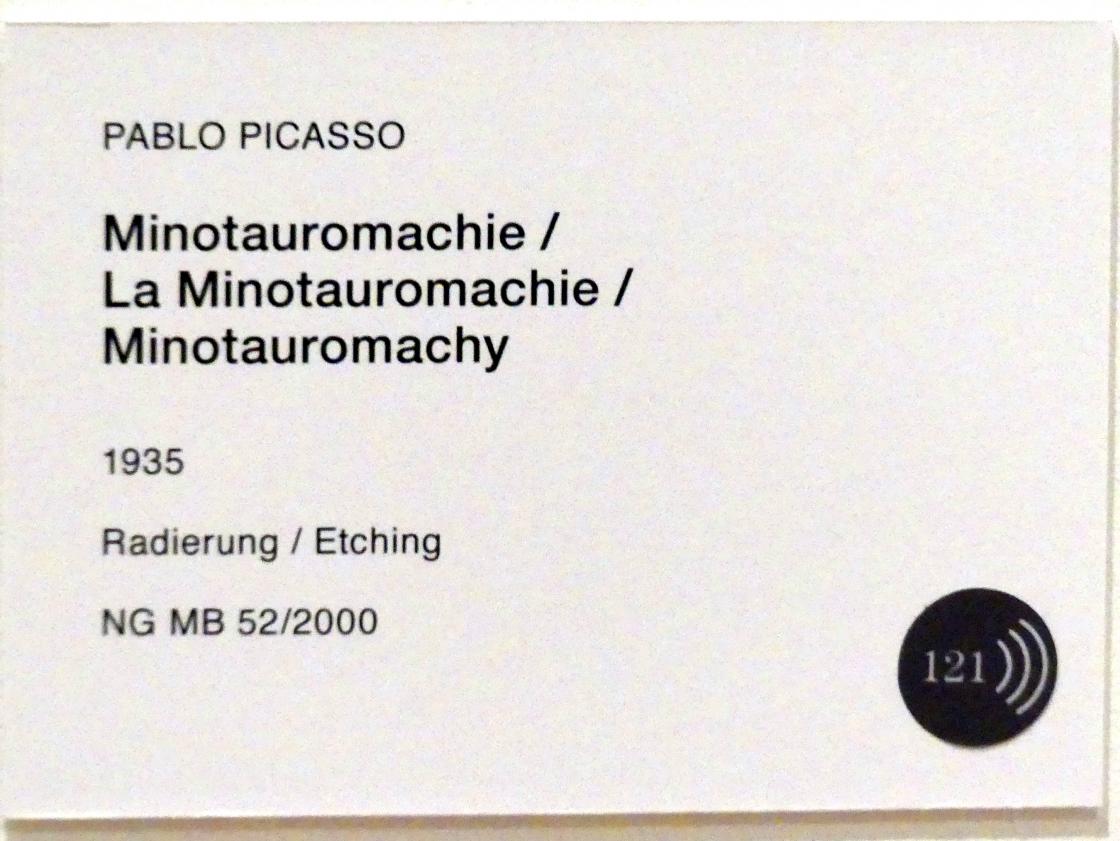 PABLO PICASSO
Minotauromachie /
La Minotauromachie /
Minotauromachy
1935
Radierung / Etching
NG MB 52/2000
121